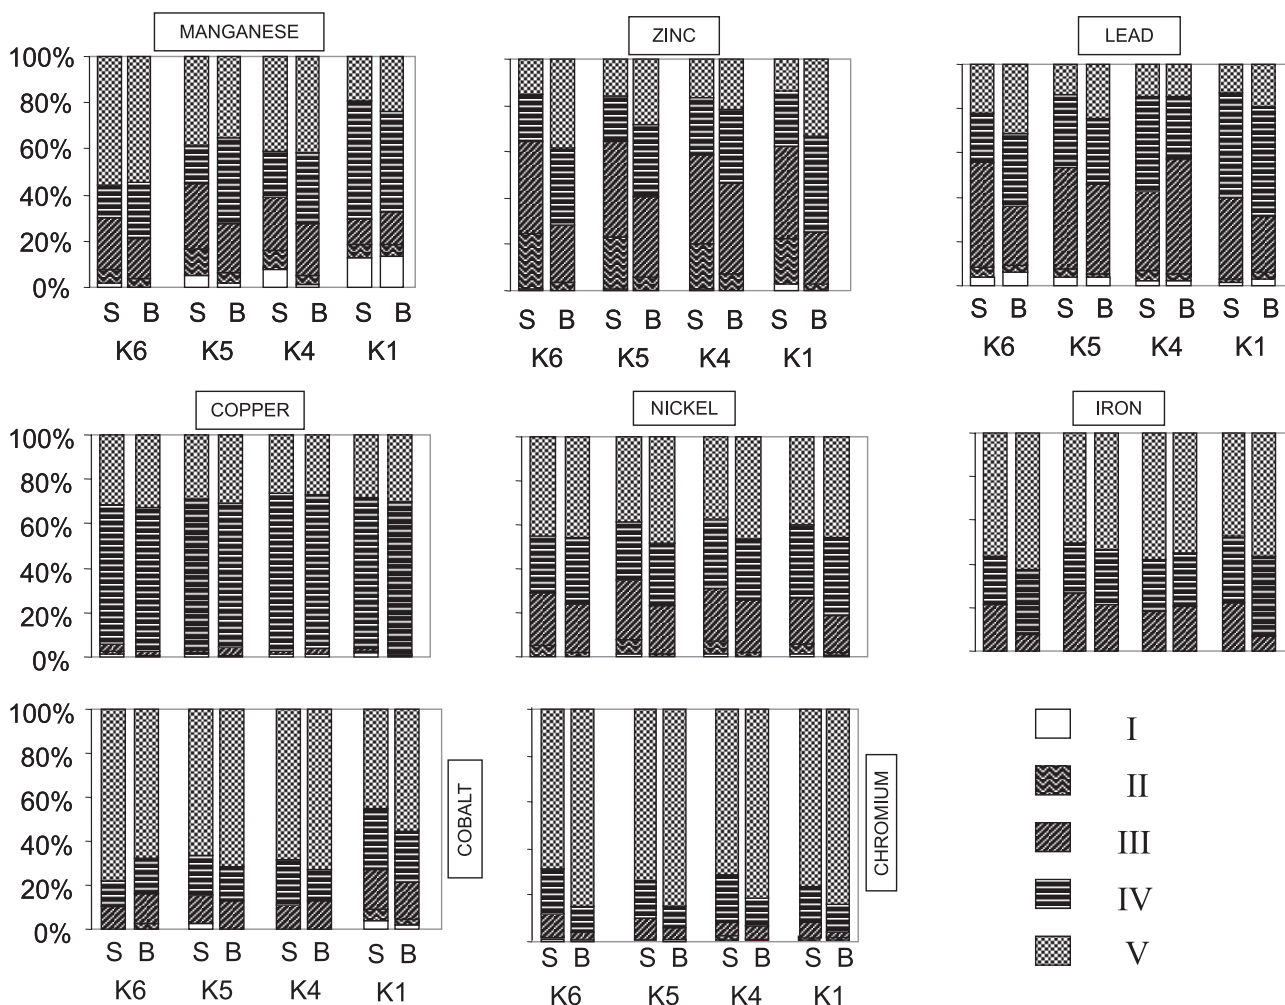 MANGANESE
ZINC
LEAD
100%
80%
60%
40%
20%
0%
S B S B S B S B
K6 K5 K4 K1
S B S B S B S B
K6 K5 K4 K1
S B S B S B S B
K6 K5 K4 K1
COPPER
NICKEL
IRON
100%
80%
60%
40%
20%
0%
100%
80%
60%
40%
20%
0%
COBALT
S B S B S B S B
K6 K5 K4 K1
CHROMIUM
S B S B S B S B
K6 K5 K4 K1
I
II
III
IV
V